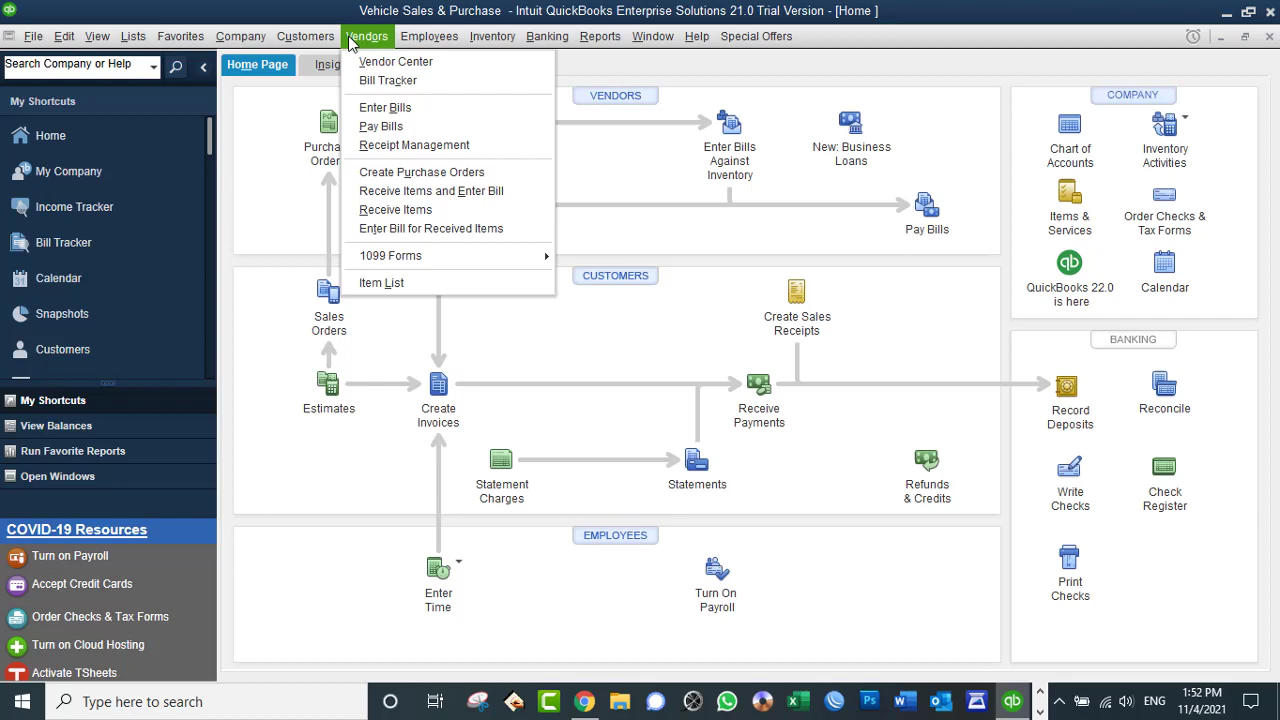 Vehicle Sales & Purchase - Intuit QuickBooks Enterprise Solutions 21.0 Trial Version - [Home ]
File Edit View Lists Favorites Company Customers Vendors Employees Inventory Banking Reports Window Help Special Offers
Search Company or Help
Home Page
Insig
My Shortcuts
Home
My Company
Income Tracker
Bill Tracker
Calendar
Snapshots
Customers
My Shortcuts
View Balances
Run Favorite Reports
Open Windows
COVID-19 Resources
Turn on Payroll
Accept Credit Cards
Order Checks & Tax Forms
Turn on Cloud Hosting
Activate TSheets
Vendor Center
Bill Tracker
Enter Bills
Pay Bills
Receipt Management
Create Purchase Orders
Receive Items and Enter Bill
Receive Items
Enter Bill for Received Items
1099 Forms
Item List
VENDORS
Purcha
Order
Enter Bills
Against
Inventory
New: Business
Loans
Pay Bills
CUSTOMERS
Sales
Orders
Create Sales
Receipts
Estimates
Create
Invoices
Receive
Payments
Statement
Charges
Statements
Refunds
& Credits
EMPLOYEES
Enter
Time
Turn On
Payroll
COMPANY
Chart of
Accounts
Inventory
Activities
Items &
Services
Order Checks &
Tax Forms
QuickBooks 22.0
is here
Calendar
BANKING
Record
Deposits
Reconcile
Write
Checks
Check
Register
Print
Checks
Type here to search
ENG
1:52 PM
11/4/2021